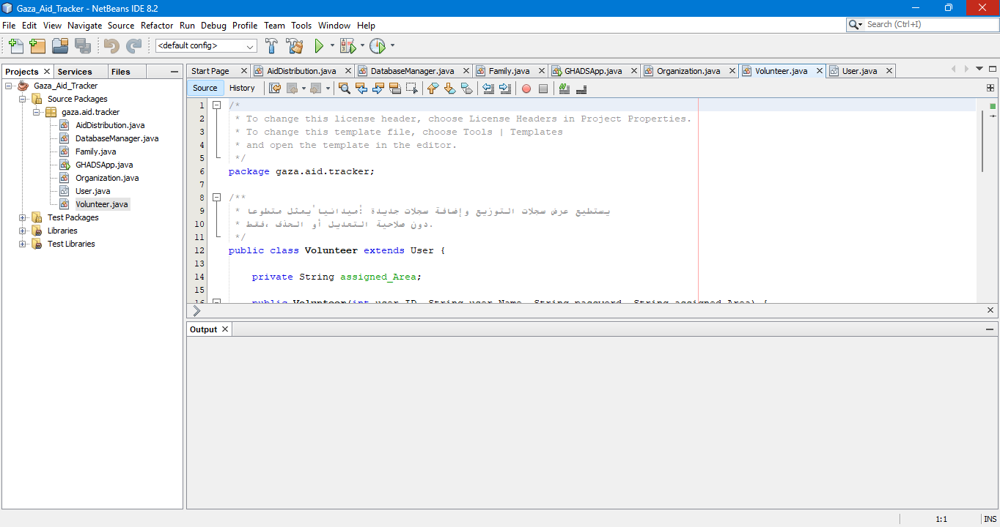 Gaza_Aid_Tracker - NetBeans IDE 8.2
File Edit View Navigate Source Refactor Run Debug Profile Team Tools Window Help
Search (Ctrl+I)
<default config>
Projects Services Files
Gaza_Aid_Tracker
Source Packages
gaza.aid.tracker
AidDistribution.java
DatabaseManager.java
Family.java
GHADSApp.java
Organization.java
User.java
Volunteer.java
Test Packages
Libraries
Test Libraries
Start Page AidDistribution.java DatabaseManager.java Family.java GHADSApp.java Organization.java Volunteer.java User.java
Source History
1 /*
2 * To change this license header, choose License Headers in Project Properties.
3 * To change this template file, choose Tools | Templates
4 * and open the template in the editor.
5 */
6 package gaza.aid.tracker;
7
8 /**
9 * يمثل متطوعاً ميدانياً: يستطيع عرض سجلات التوزيع وإضافة سجلات جديدة
10 * فقط، دون صلاحية التعديل أو الحذف.
11 */
12 public class Volunteer extends User {
13
14 private String assigned_Area;
15
16 public Volunteer(int user_ID, String user_Name, String password, String assigned_Area) {
Output
1:1 INS